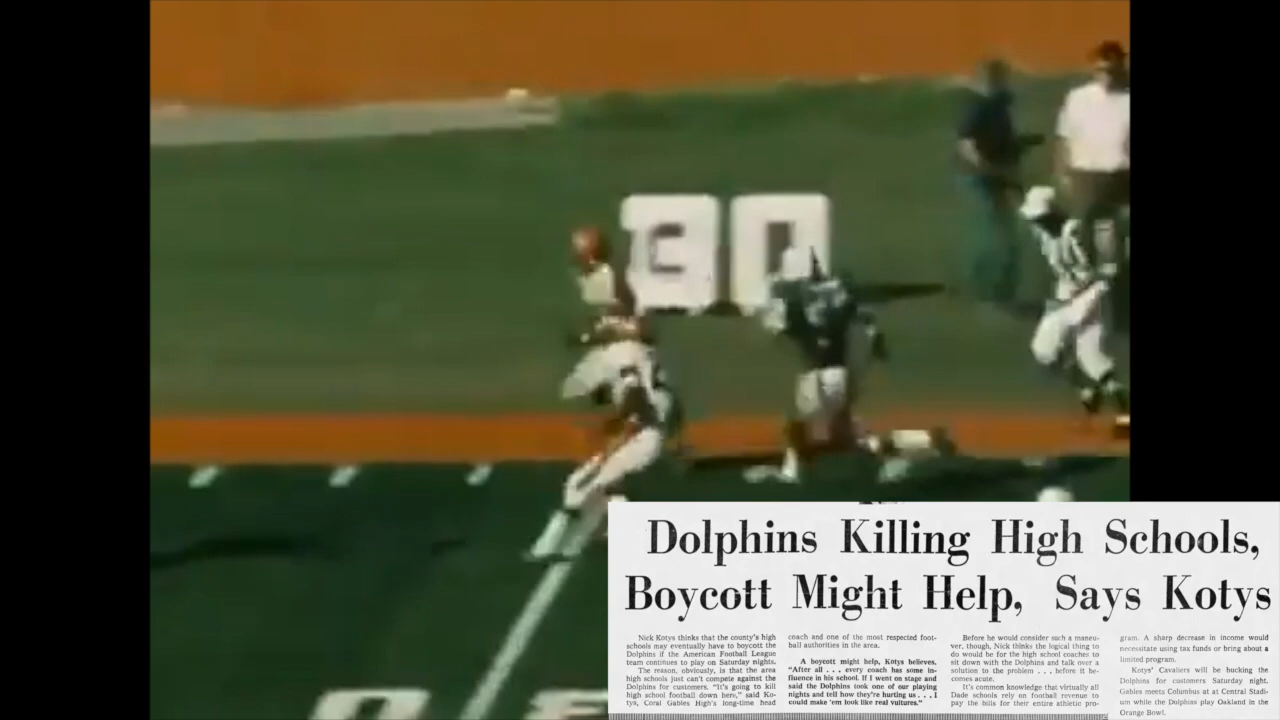 30
Dolphins Killing High Schools,
Boycott Might Help, Says Kotys
Nick Kotys thinks that the county's high
schools may eventually have to boycott the
Dolphins if the American Football League
team continues to play on Saturday nights.
The reason, obviously, is that the area
high schools just can't compete against the
Dolphins for customers. "It's going to kill
high school football down here," said Ko-
tys, Coral Gables High's long-time head
coach and one of the most respected foot-
ball authorities in the area.
A boycott might help, Kotys believes.
"After all . . . every coach has some in-
fluence in his school. If I went on stage and
said the Dolphins took one of our playing
nights and tell how they're hurting us . . . I
could make 'em look like real vultures."
Before he would consider such a maneu-
ver, though, Nick thinks the logical thing to
do would be for the high school coaches to
sit down with the Dolphins and talk over a
solution to the problem . . . before it be-
comes acute.
It's common knowledge that virtually all
Dade schools rely on football revenue to
pay the bills for their entire athletic pro-
gram. A sharp decrease in income would
necessitate using tax funds or bring about a
limited program.
Kotys' Cavaliers will be bucking the
Dolphins for customers Saturday night.
Gables meets Columbus at at Central Stadi-
um while the Dolphins play Oakland in the
Orange Bowl.